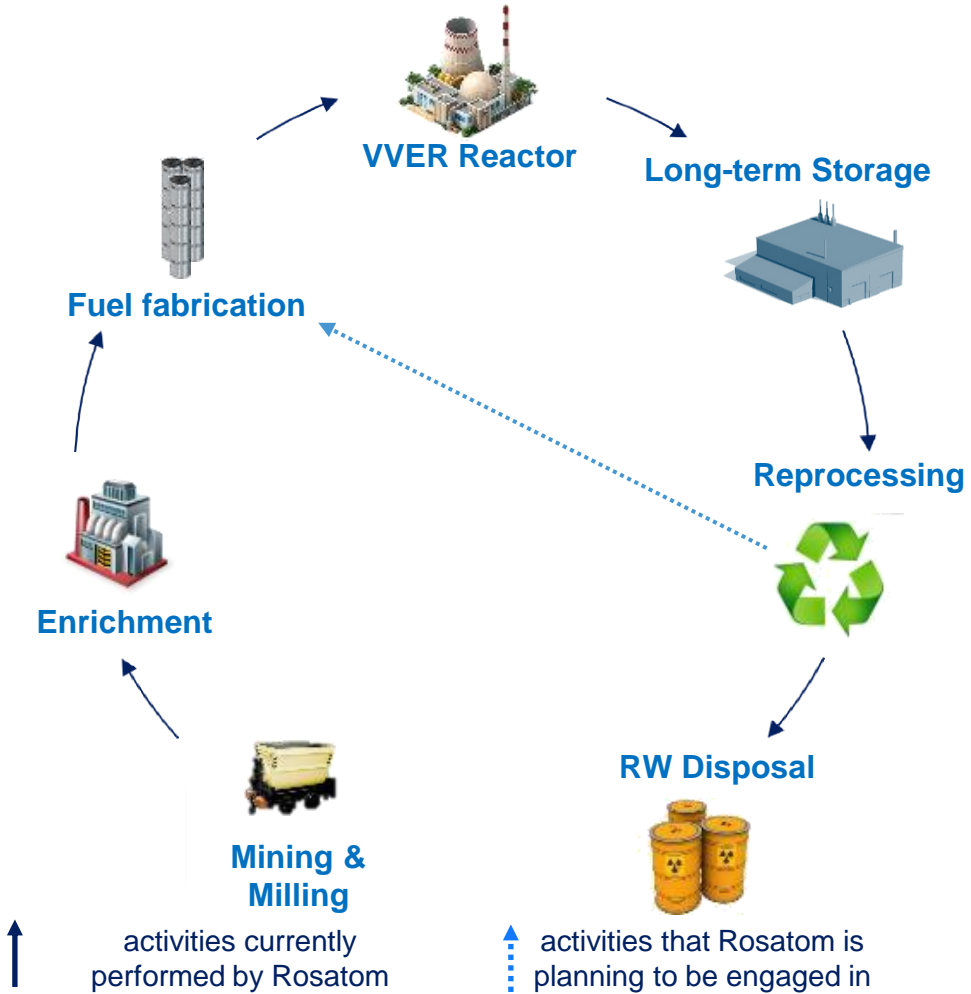 VVER Reactor
Long-term Storage
Fuel fabrication
Reprocessing
Enrichment
RW Disposal
Mining &
Milling
activities currently
performed by Rosatom
activities that Rosatom is
planning to be engaged in